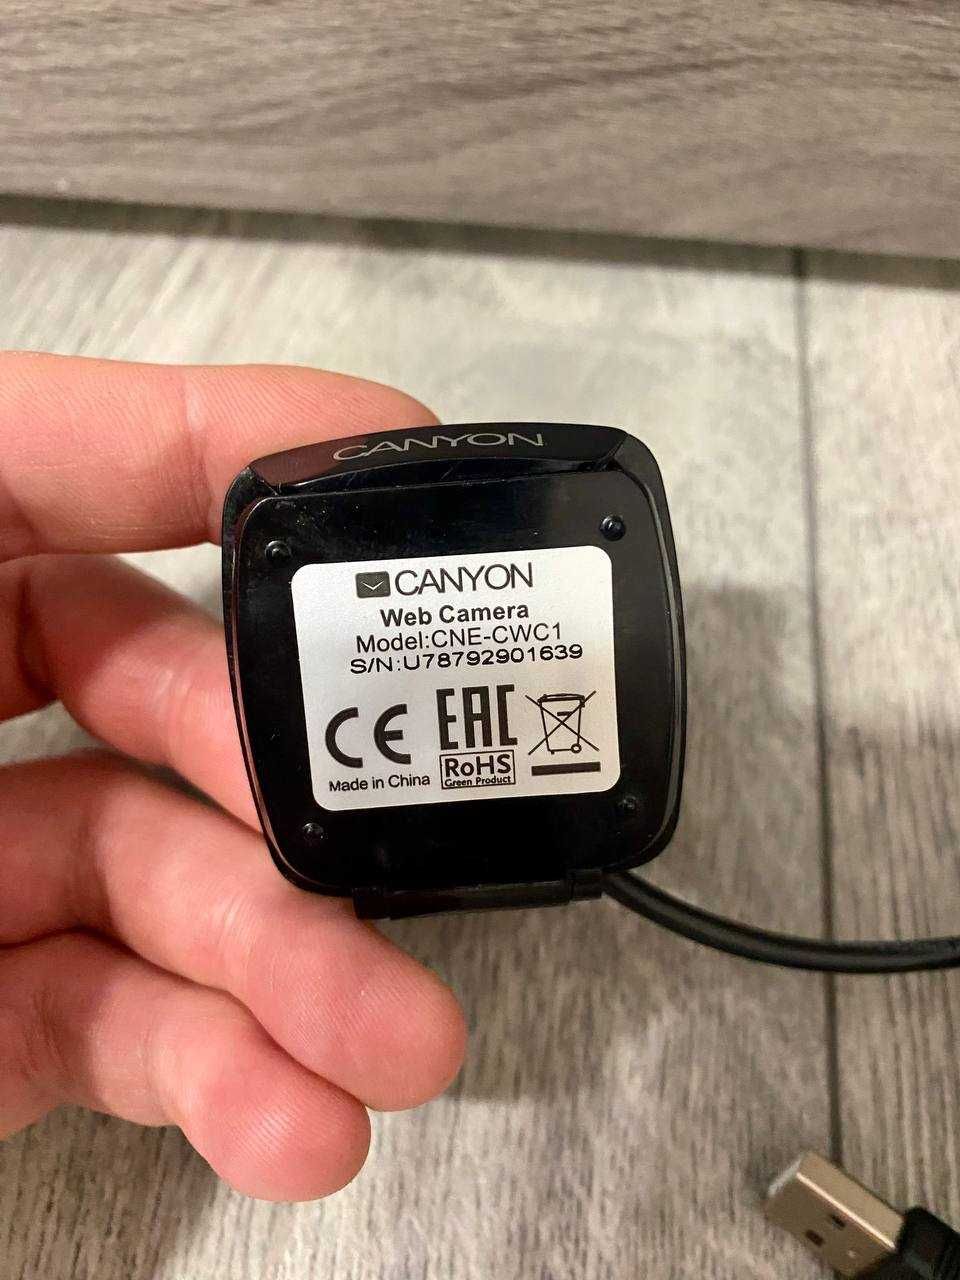 CANYON
CANYON
Web Camera
Model:CNE-CWC1
S/N:U78792901639
CE EAC
Made in China
RoHS
Green Product